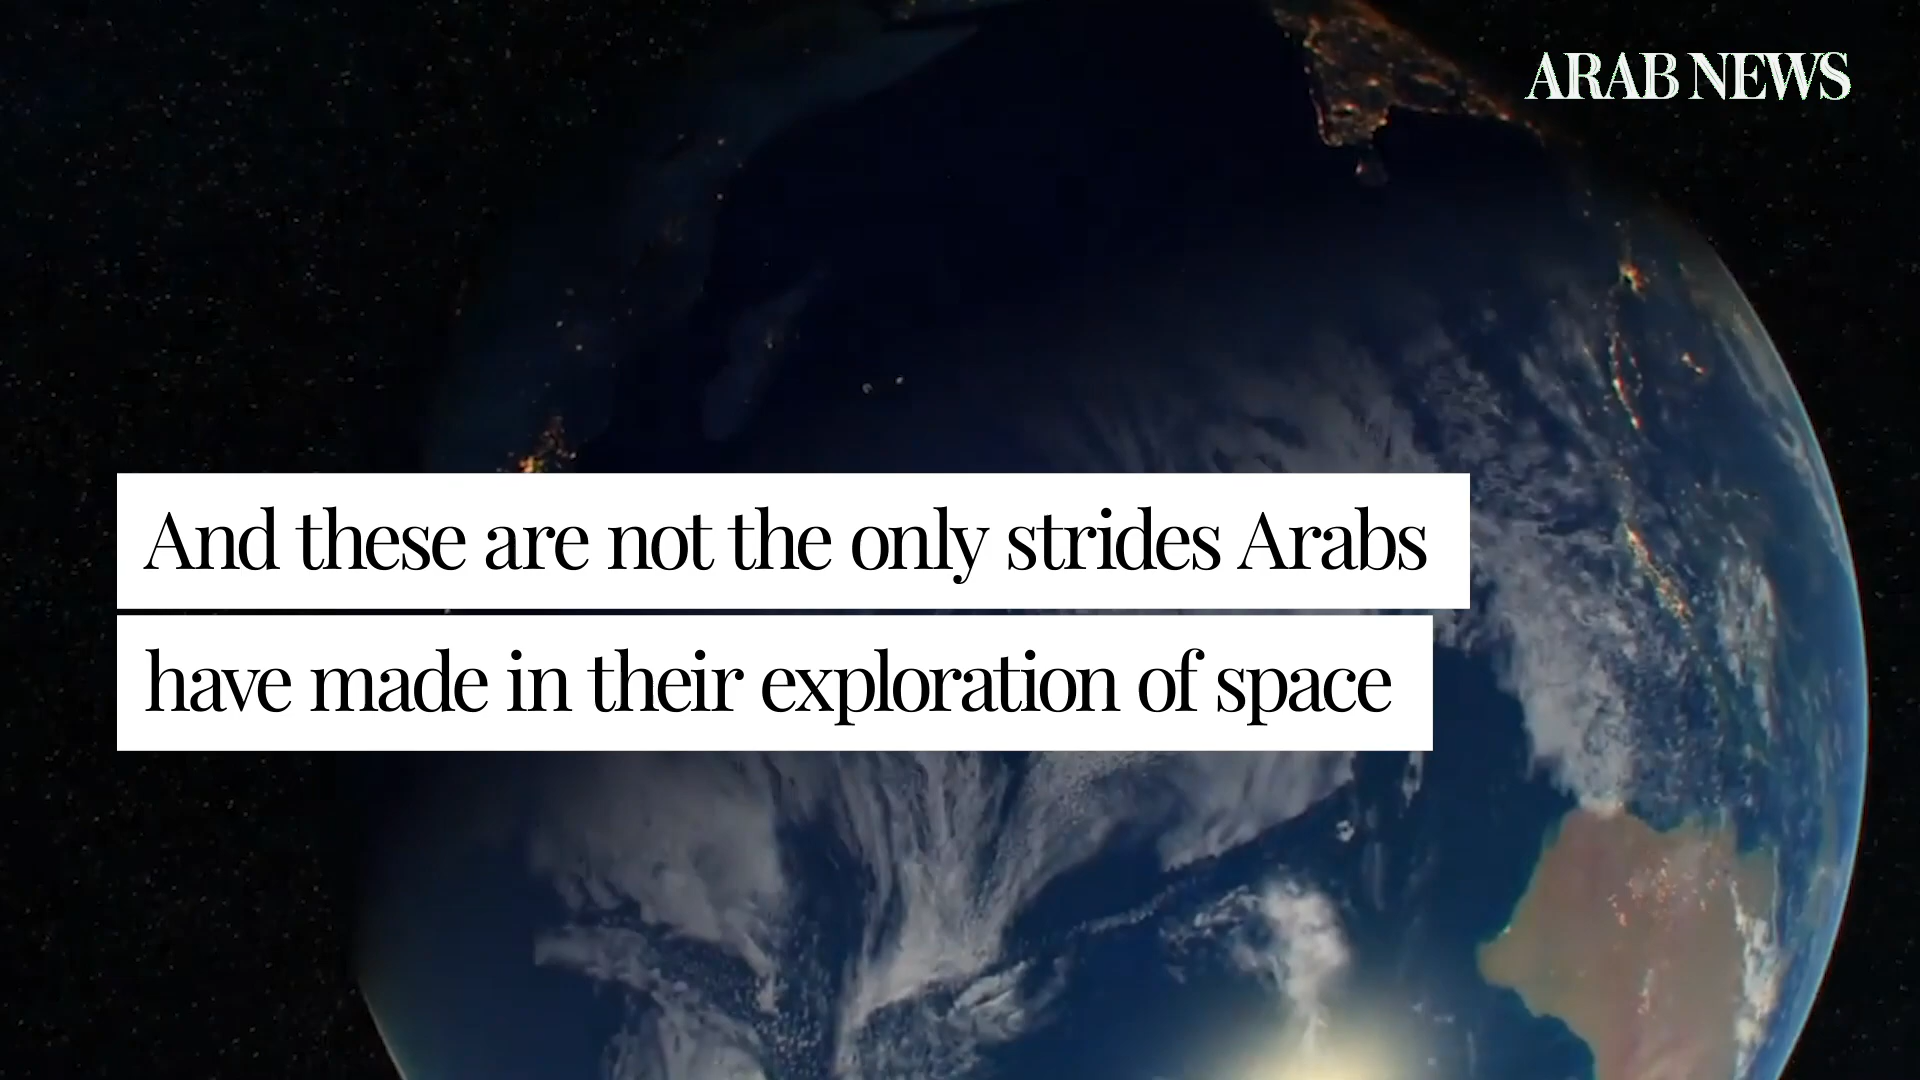 ARAB NEWS
And these are not the only strides Arabs
have made in their exploration of space